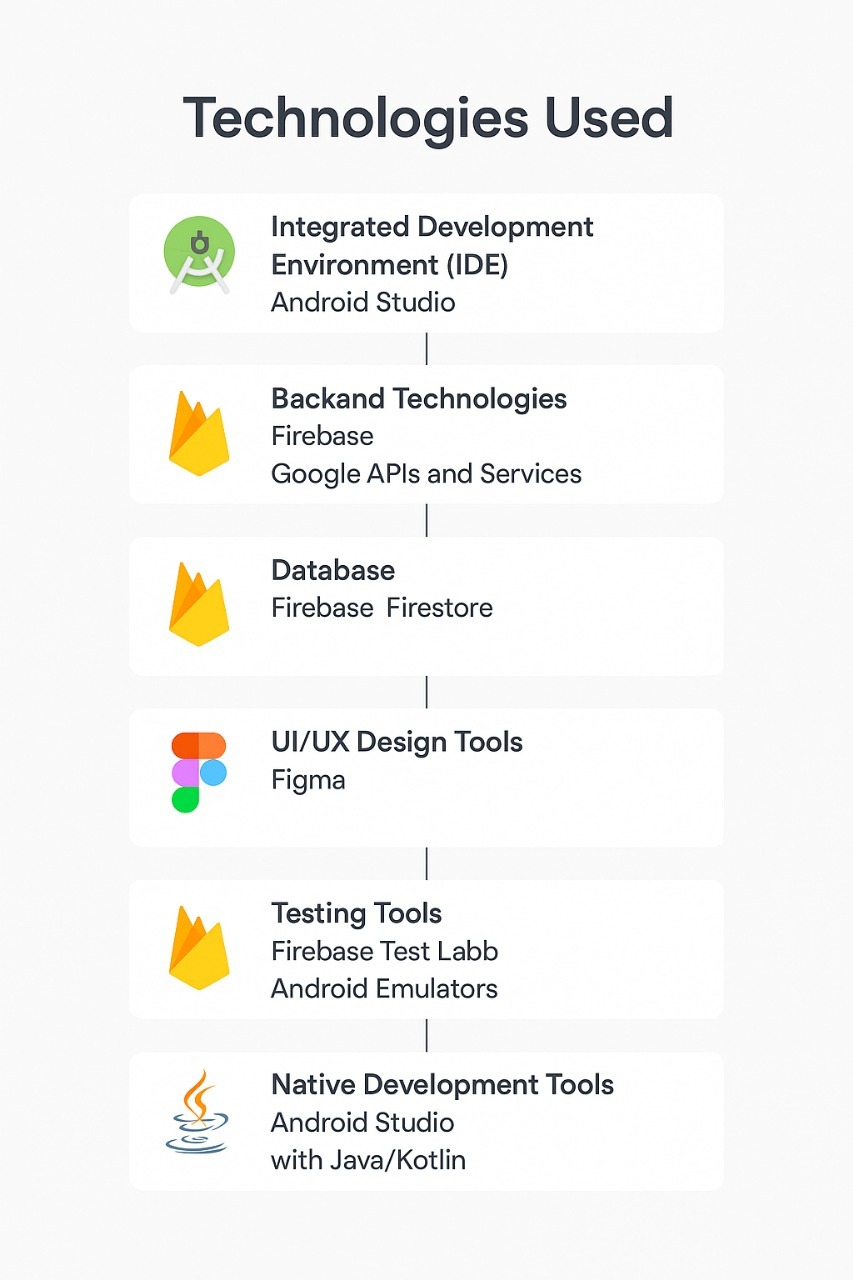 Technologies Used
Integrated Development
Environment (IDE)
Android Studio
Backand Technologies
Firebase
Google APIs and Services
Database
Firebase  Firestore
UI/UX Design Tools
Figma
Testing Tools
Firebase Test Labb
Android Emulators
Native Development Tools
Android Studio
with Java/Kotlin